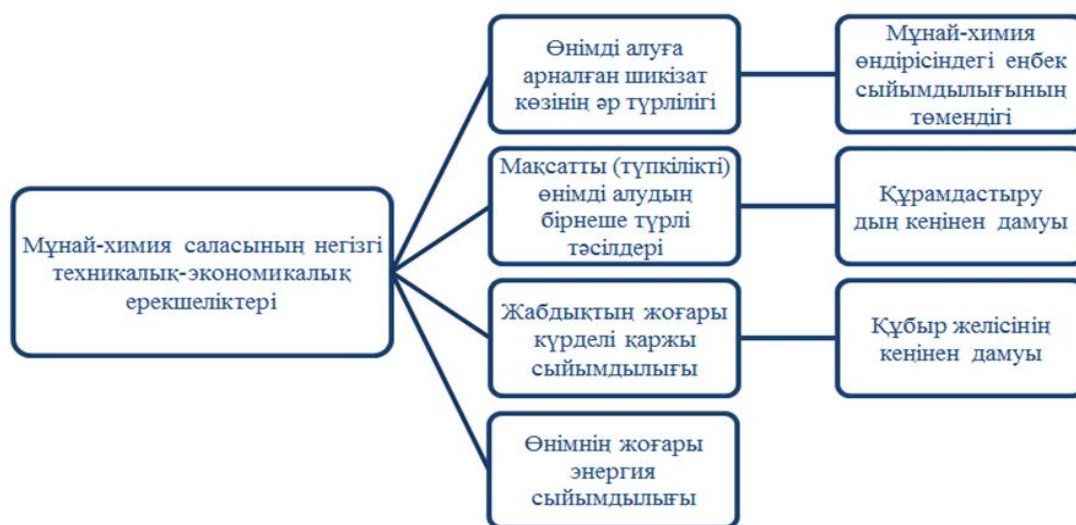 Мұнай-химия саласының негізгі
техникалық-экономикалық
ерекшеліктері
Өнімді алуға
арналған шикізат
көзінің әр түрлілігі
Мұнай-химия
өндірісіндегі еңбек
сыйымдылығының
төмендігі
Мақсатты (түпкілікті)
өнімді алудың
бірнеше түрлі
тәсілдері
Құрамдастыру
дың кеңінен дамуы
Жабдықтың жоғары
күрделі қаржы
сыйымдылығы
Құбыр желісінің
кеңінен дамуы
Өнімнің жоғары
энергия
сыйымдылығы